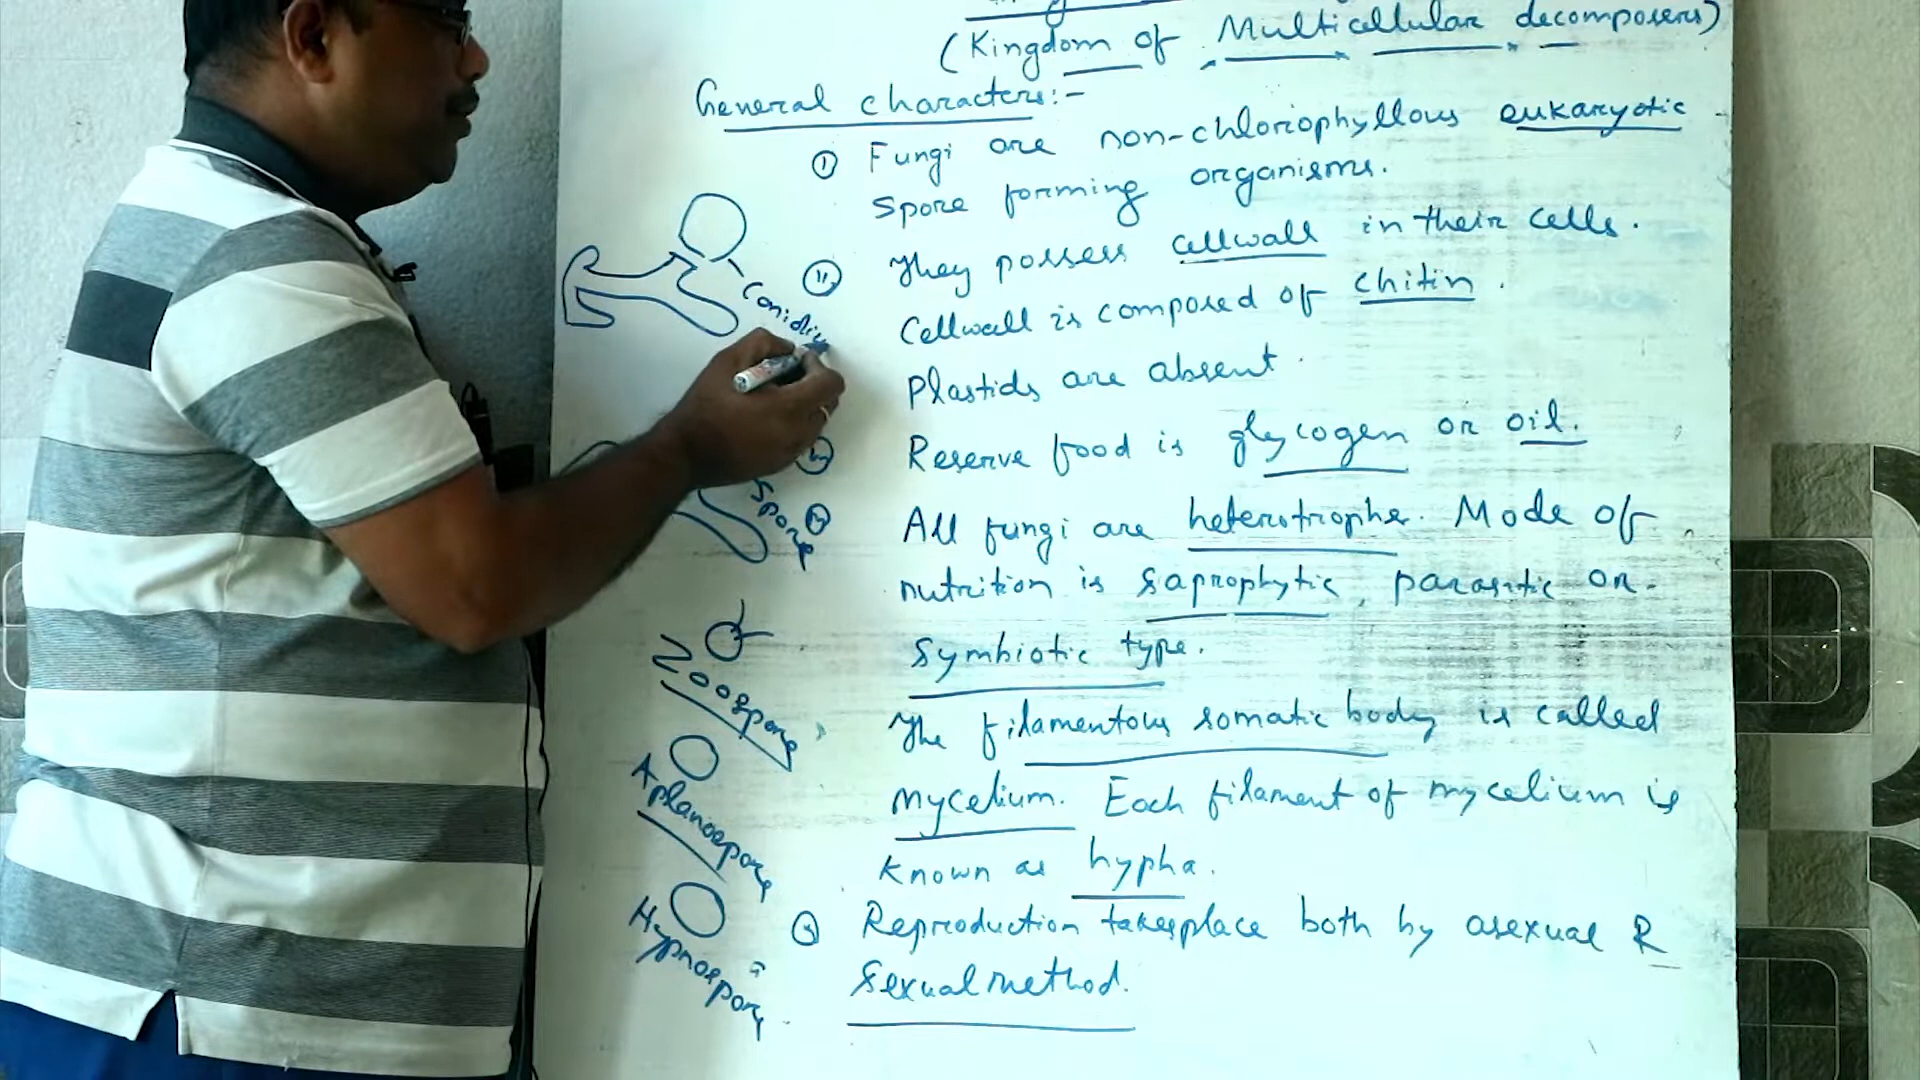 (Kingdom of Multicellular decomposers)
General characters:-
① Fungi are non-chlorophyllous eukaryotic
spore forming organisms.
⑪ They possess cellwall in their cells.
Cellwall is composed of chitin.
Plastids are absent.
Reserve food is glycogen or oil.
All fungi are heterotrophs. Mode of
nutrition is saprophytic, parasitic or
symbiotic type.
The filamentous somatic body is called
mycelium. Each filament of mycelium is
known as hypha.
Reproduction takesplace both by asexual &
sexual method.
Conidiu
Spore
Zoospore
Aplanospore
Hypnospore